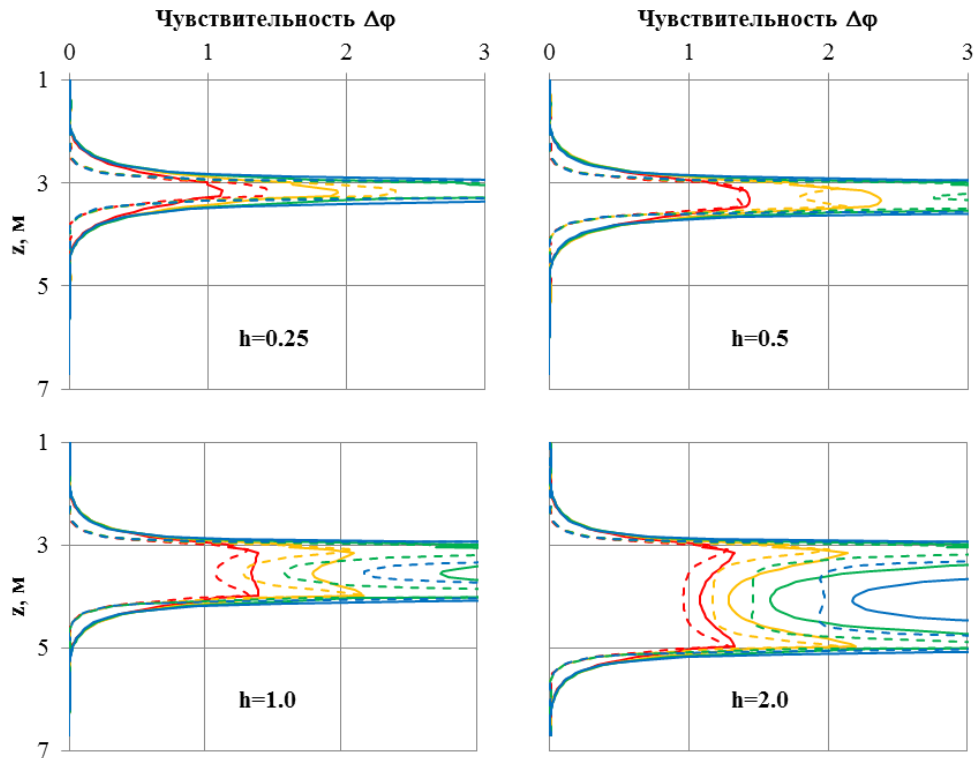 Чувствительность Δφ
Чувствительность Δφ
0 1 2 3
0 1 2 3
1
3
5
7
z, м
h=0.25
h=0.5
1
3
5
7
z, м
h=1.0
h=2.0